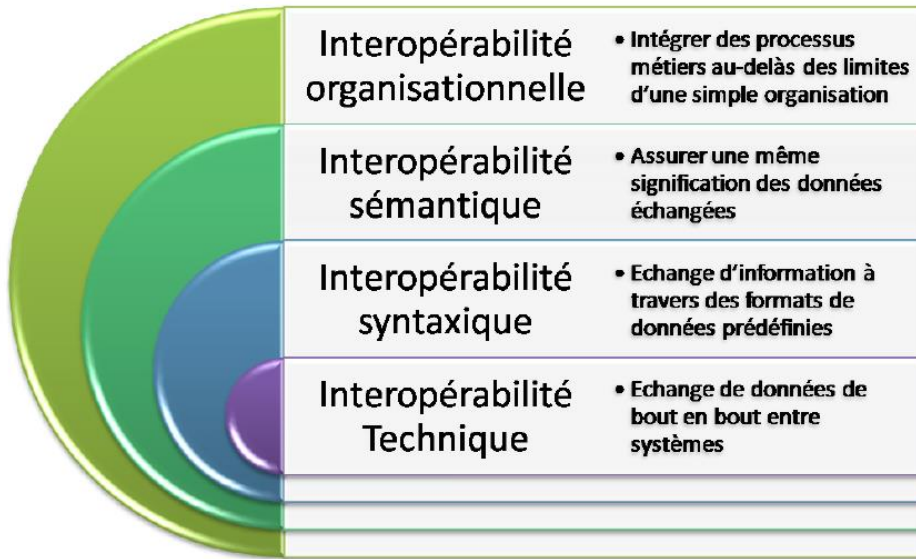 Interopérabilité
organisationnelle
• Intégrer des processus
métiers au-delàs des limites
d'une simple organisation
Interopérabilité
sémantique
• Assurer une même
signification des données
échangées
Interopérabilité
syntaxique
• Echange d'information à
travers des formats de
données prédéfinies
Interopérabilité
Technique
• Echange de données de
bout en bout entre
systèmes